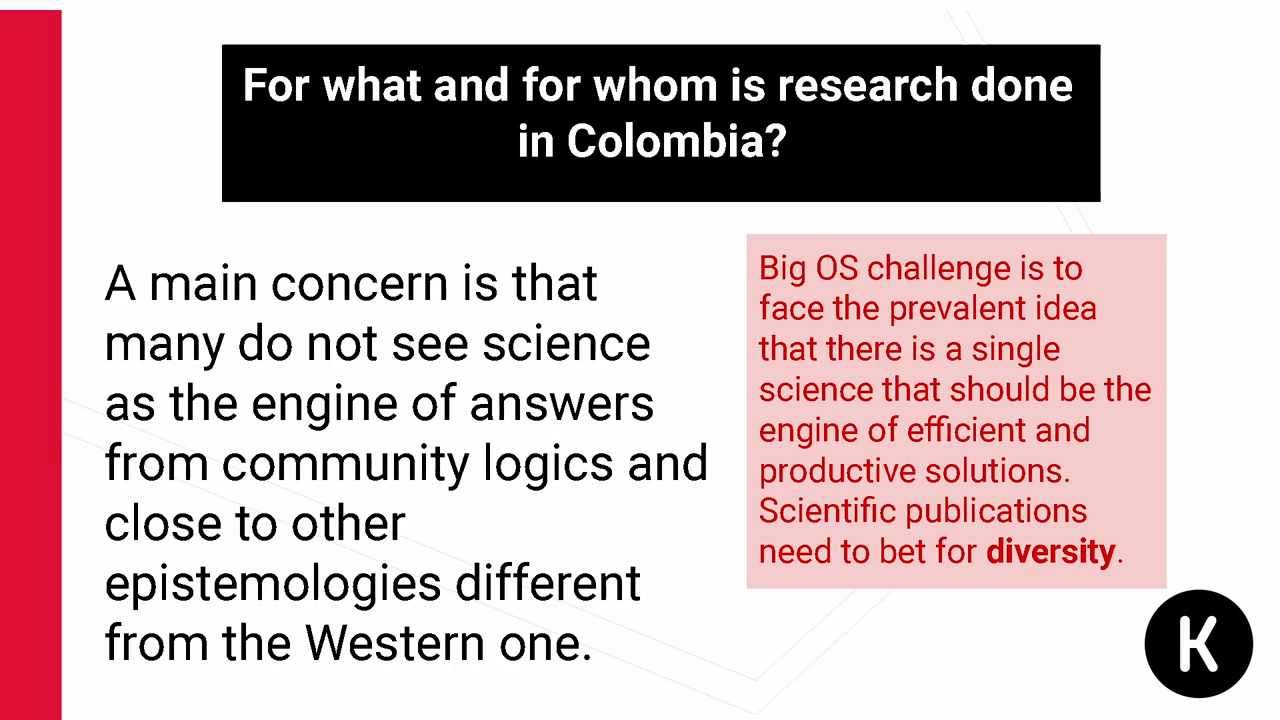 For what and for whom is research done
in Colombia?
A main concern is that
many do not see science
as the engine of answers
from community logics and
close to other
epistemologies different
from the Western one.
Big OS challenge is to
face the prevalent idea
that there is a single
science that should be the
engine of efficient and
productive solutions.
Scientific publications
need to bet for diversity.
K